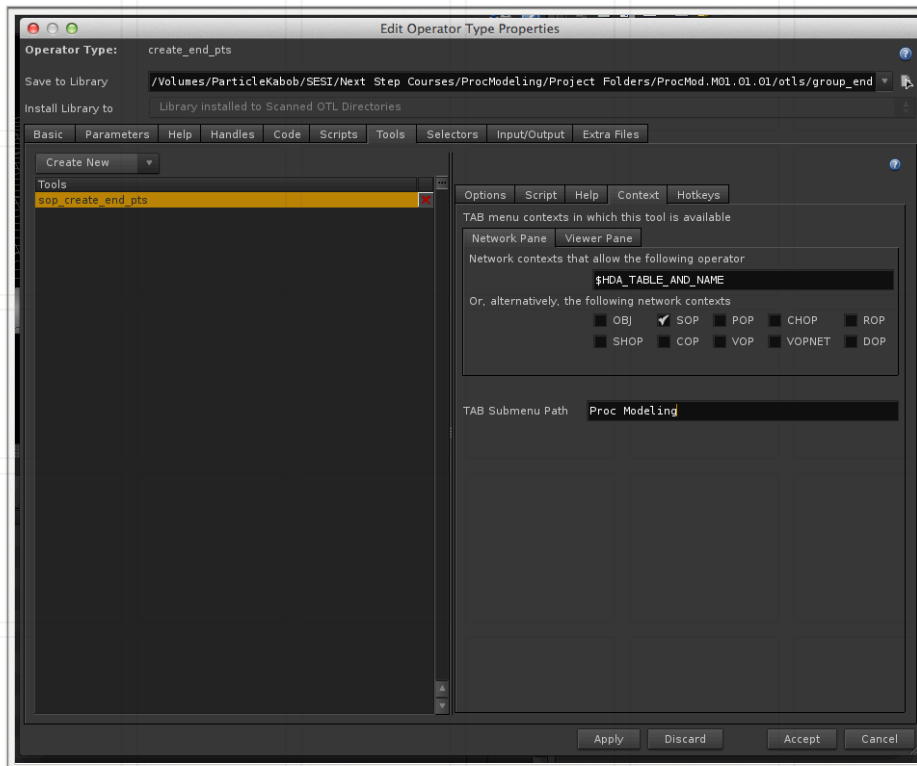 Edit Operator Type Properties
Operator Type: create_end_pts
Save to Library /Volumes/ParticleKabob/SESI/Next Step Courses/ProcModeling/Project Folders/ProcMod.M01.01.01/otls/group_end
Install Library to Library installed to Scanned OTL Directories
Basic Parameters Help Handles Code Scripts Tools Selectors Input/Output Extra Files
Create New
Tools
sop_create_end_pts
Options Script Help Context Hotkeys
TAB menu contexts in which this tool is available
Network Pane Viewer Pane
Network contexts that allow the following operator
$HDA_TABLE_AND_NAME
Or, alternatively, the following network contexts
OBJ SOP POP CHOP ROP
SHOP COP VOP VOPNET DOP
TAB Submenu Path Proc Modeling
Apply Discard Accept Cancel